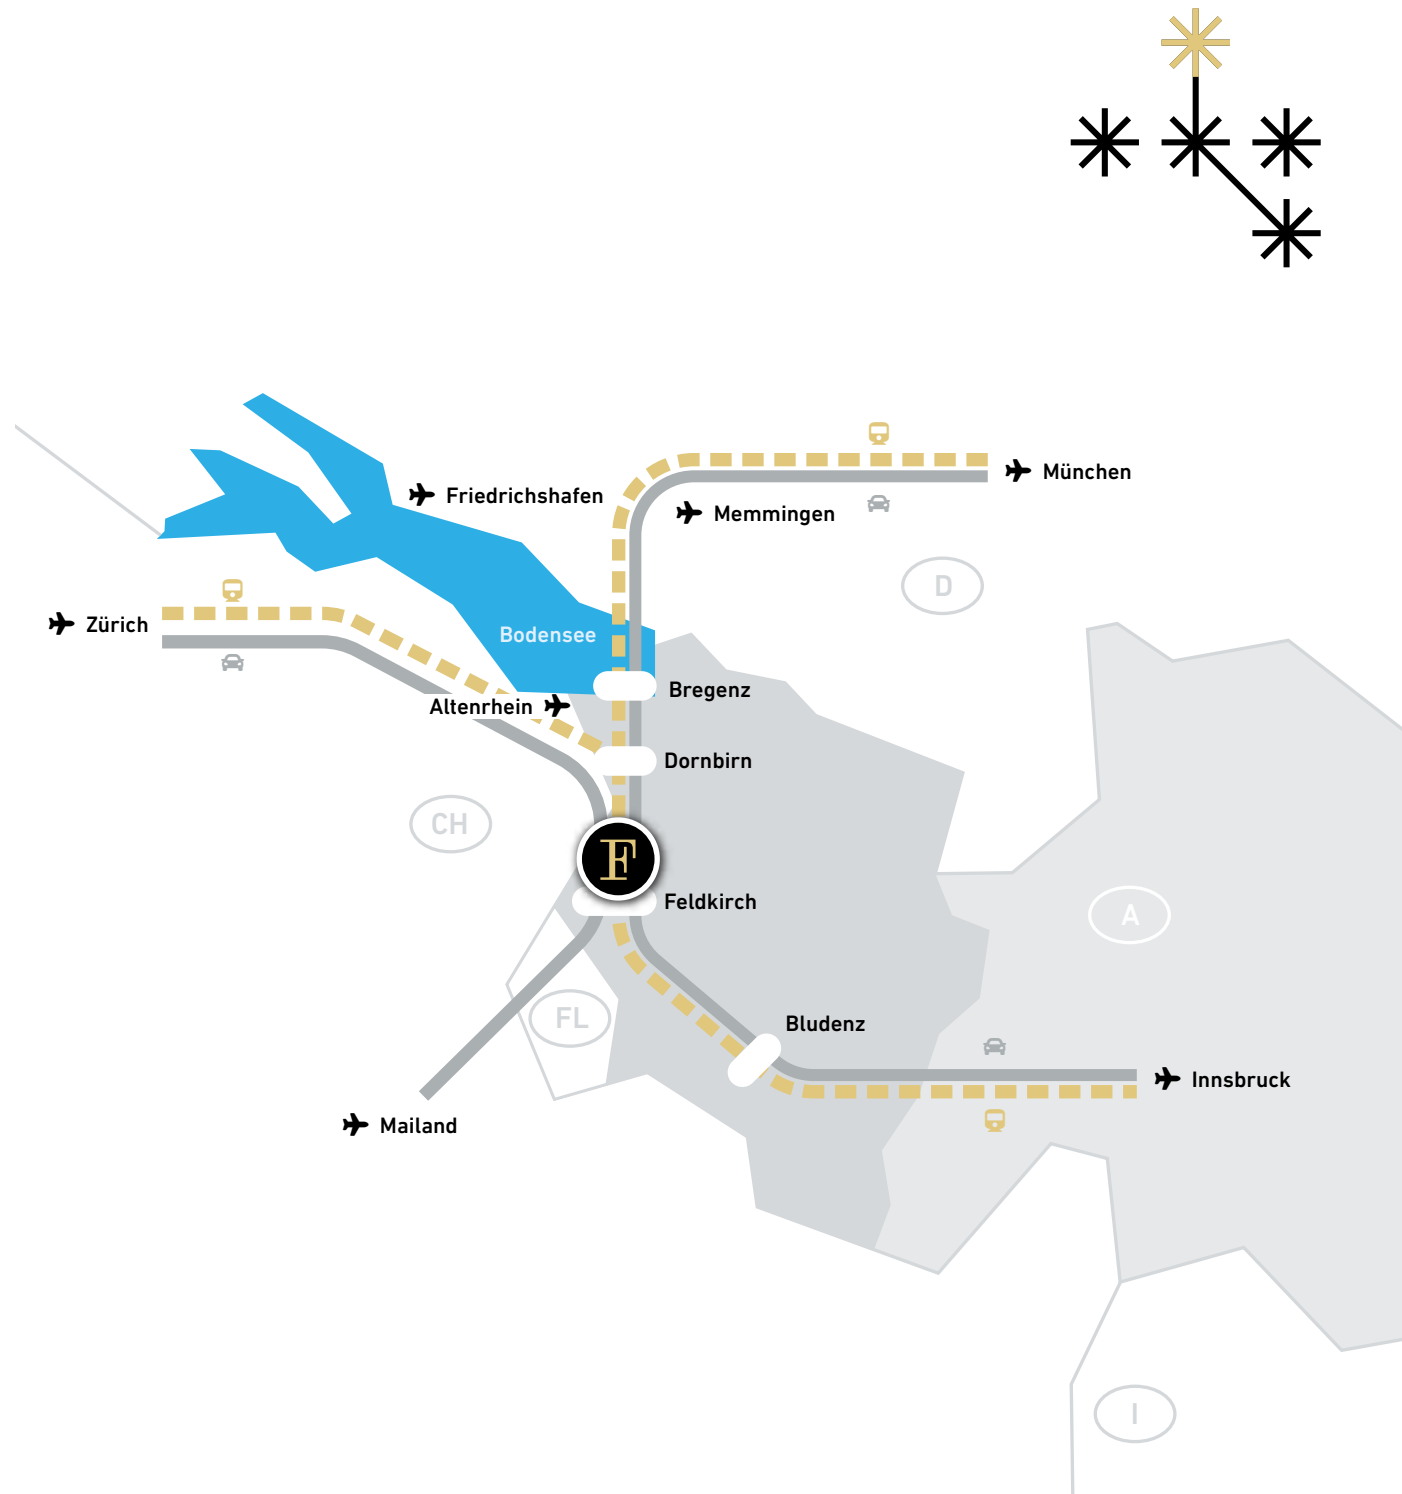 München
Friedrichshafen
Memmingen
D
Zürich
Bodensee
Bregenz
Altenrhein
Dornbirn
CH
F
Feldkirch
A
FL
Bludenz
Innsbruck
Mailand
I